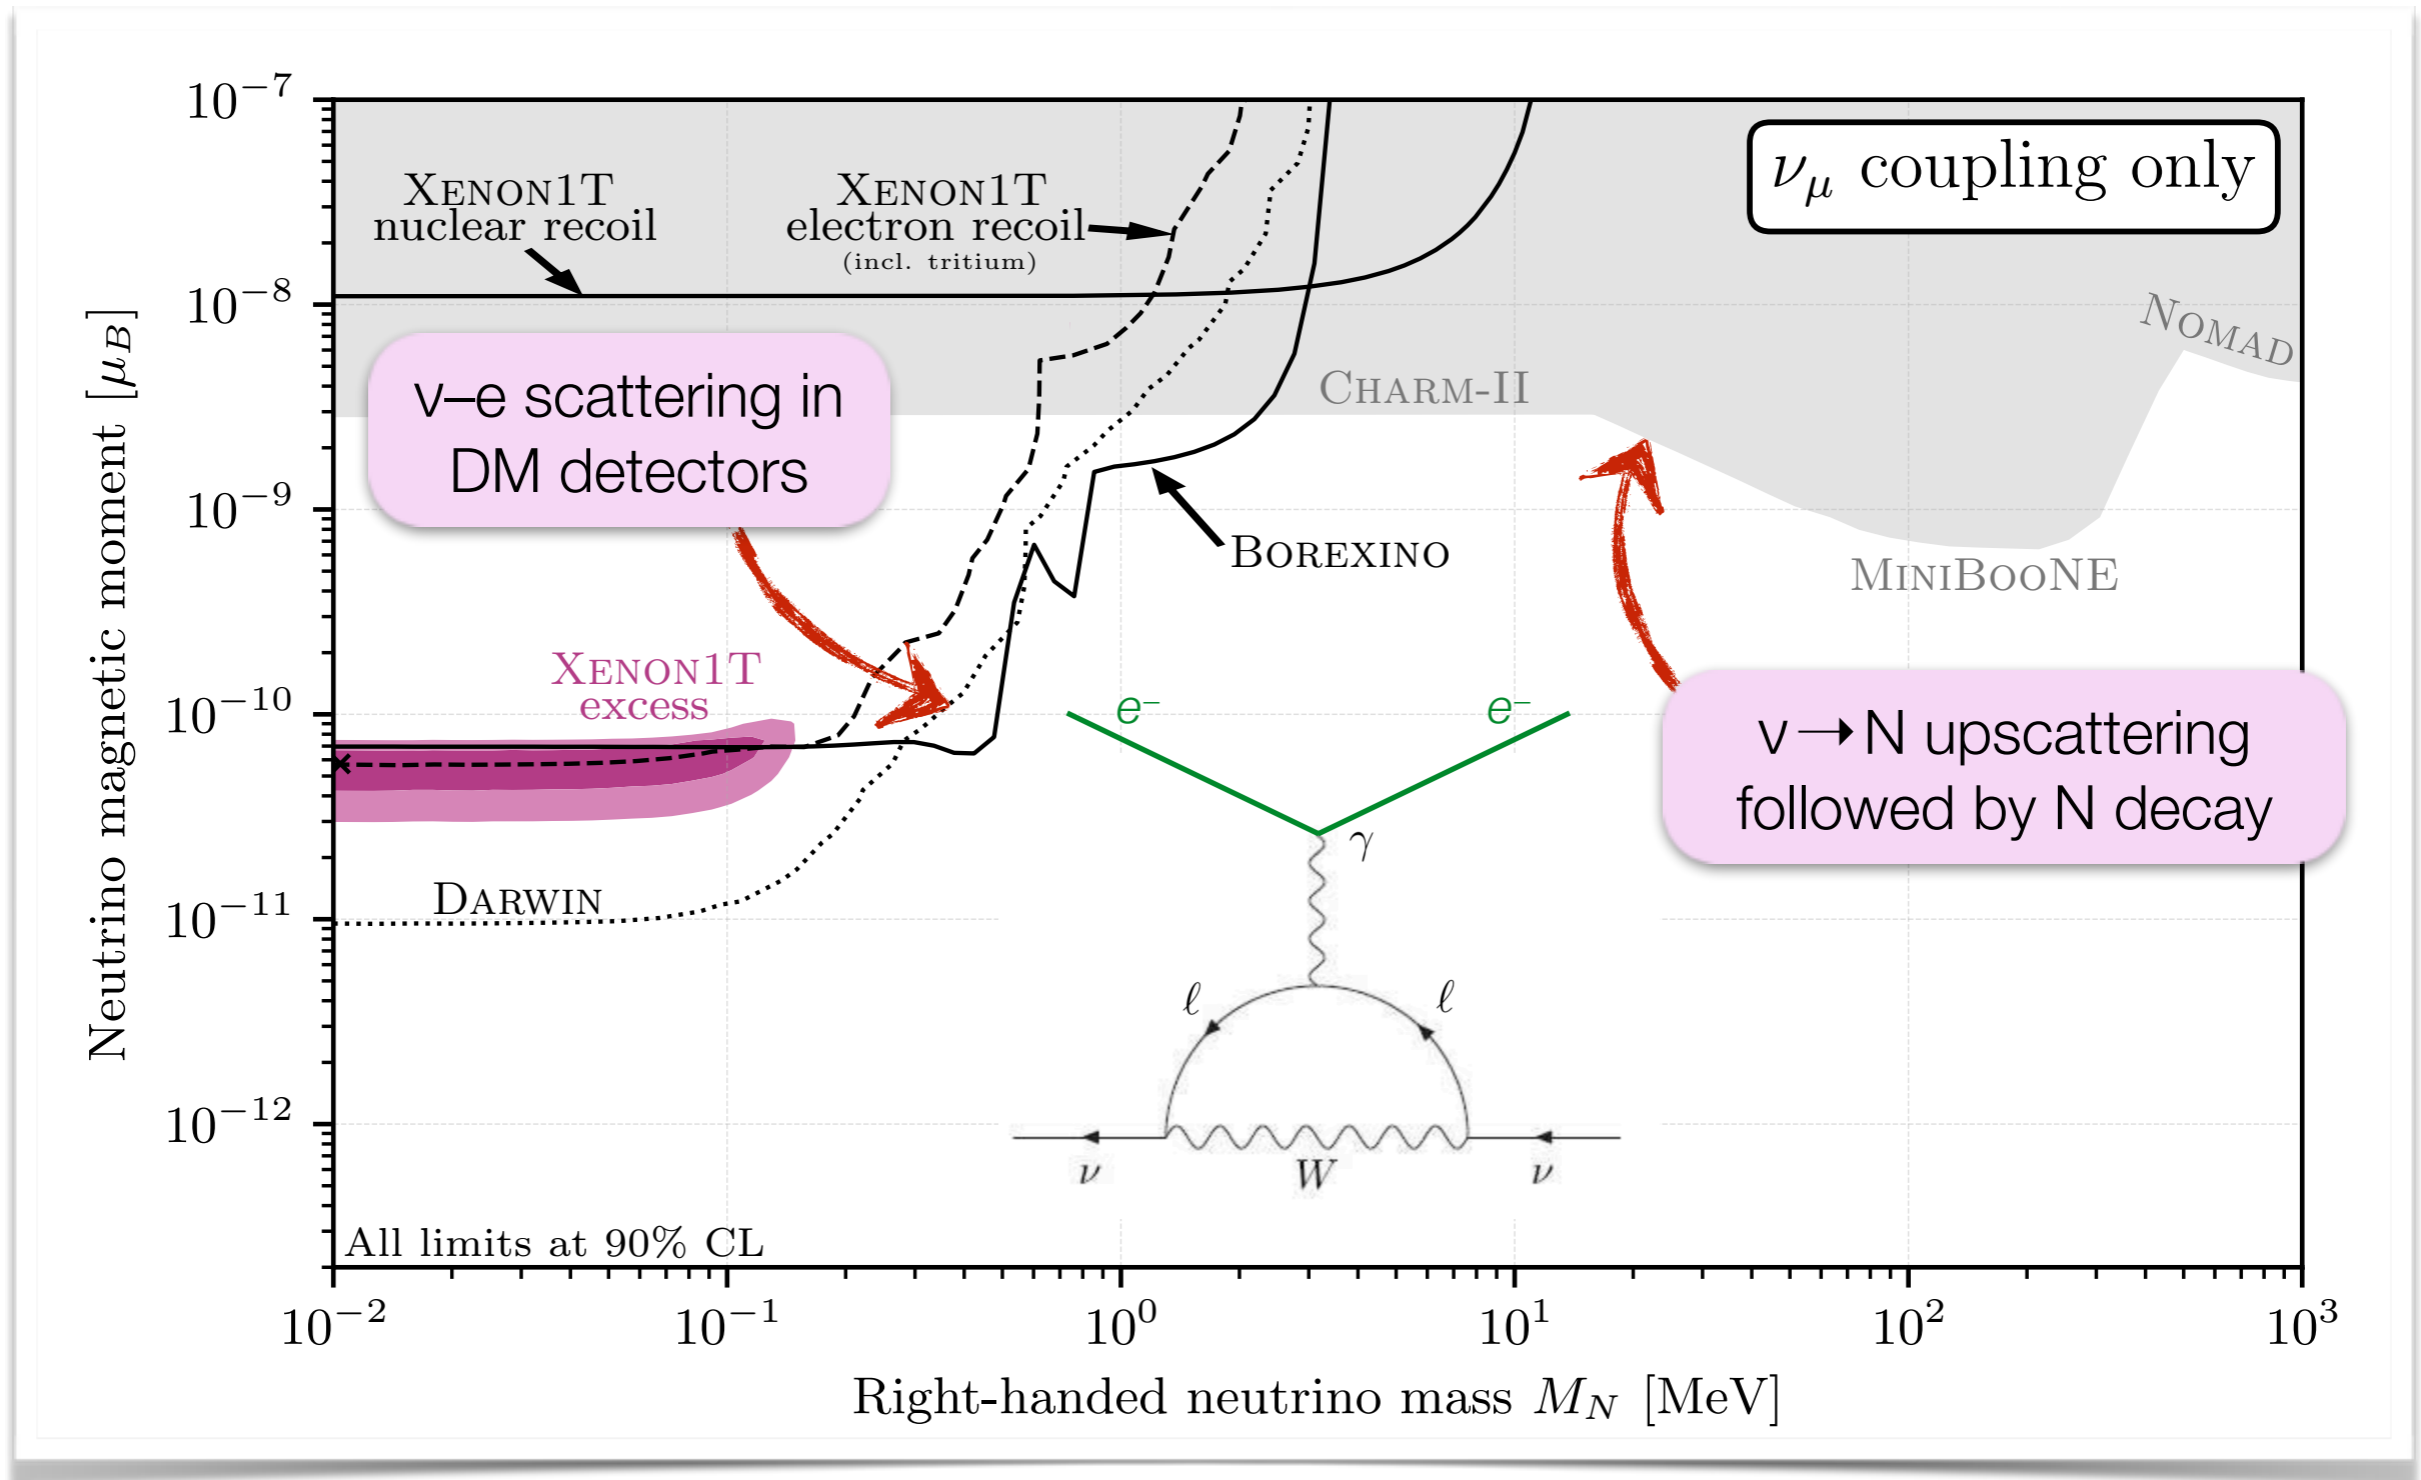 10⁻⁷
10⁻⁸
10⁻⁹
10⁻¹⁰
10⁻¹¹
10⁻¹²
Neutrino magnetic moment [μ_B]
XENON1T
nuclear recoil
XENON1T
electron recoil
(incl. tritium)
ν_μ coupling only
NOMAD
CHARM-II
ν–e scattering in
DM detectors
BOREXINO
MINIBOONE
XENON1T
excess
e⁻
e⁻
ν→N upscattering
followed by N decay
γ
DARWIN
ℓ
ℓ
ν
W
ν
All limits at 90% CL
10⁻²
10⁻¹
10⁰
10¹
10²
10³
Right-handed neutrino mass M_N [MeV]